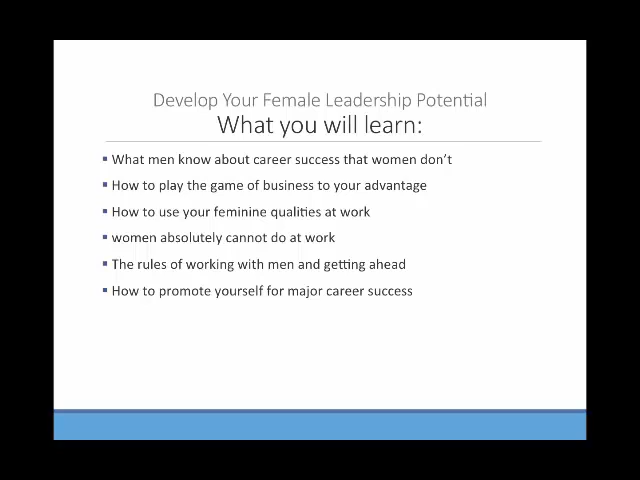 Develop Your Female Leadership Potential
What you will learn:
▪ What men know about career success that women don't
▪ How to play the game of business to your advantage
▪ How to use your feminine qualities at work
▪ women absolutely cannot do at work
▪ The rules of working with men and getting ahead
▪ How to promote yourself for major career success